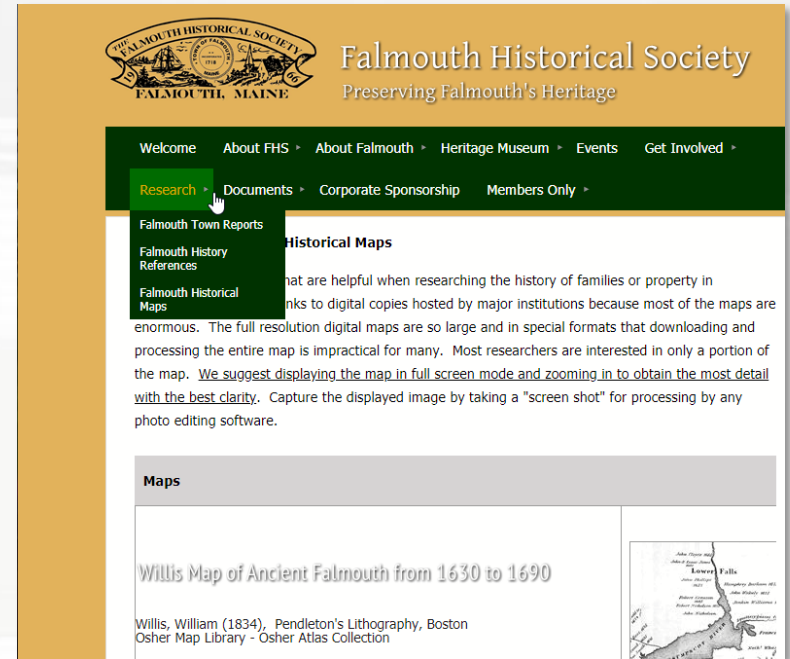 THE FALMOUTH HISTORICAL SOCIETY
TOWN OF FALMOUTH
1718
MAINE
19 66
FALMOUTH, MAINE
Falmouth Historical Society
Preserving Falmouth's Heritage
Welcome About FHS About Falmouth Heritage Museum Events Get Involved
Research Documents Corporate Sponsorship Members Only
Falmouth Town Reports
Falmouth History
References
Falmouth Historical
Maps
Historical Maps
hat are helpful when researching the history of families or property in
nks to digital copies hosted by major institutions because most of the maps are
enormous. The full resolution digital maps are so large and in special formats that downloading and
processing the entire map is impractical for many. Most researchers are interested in only a portion of
the map. We suggest displaying the map in full screen mode and zooming in to obtain the most detail
with the best clarity. Capture the displayed image by taking a "screen shot" for processing by any
photo editing software.
Maps
Willis Map of Ancient Falmouth from 1630 to 1690
Willis, William (1834), Pendleton's Lithography, Boston
Osher Map Library - Osher Atlas Collection
Lower Falls